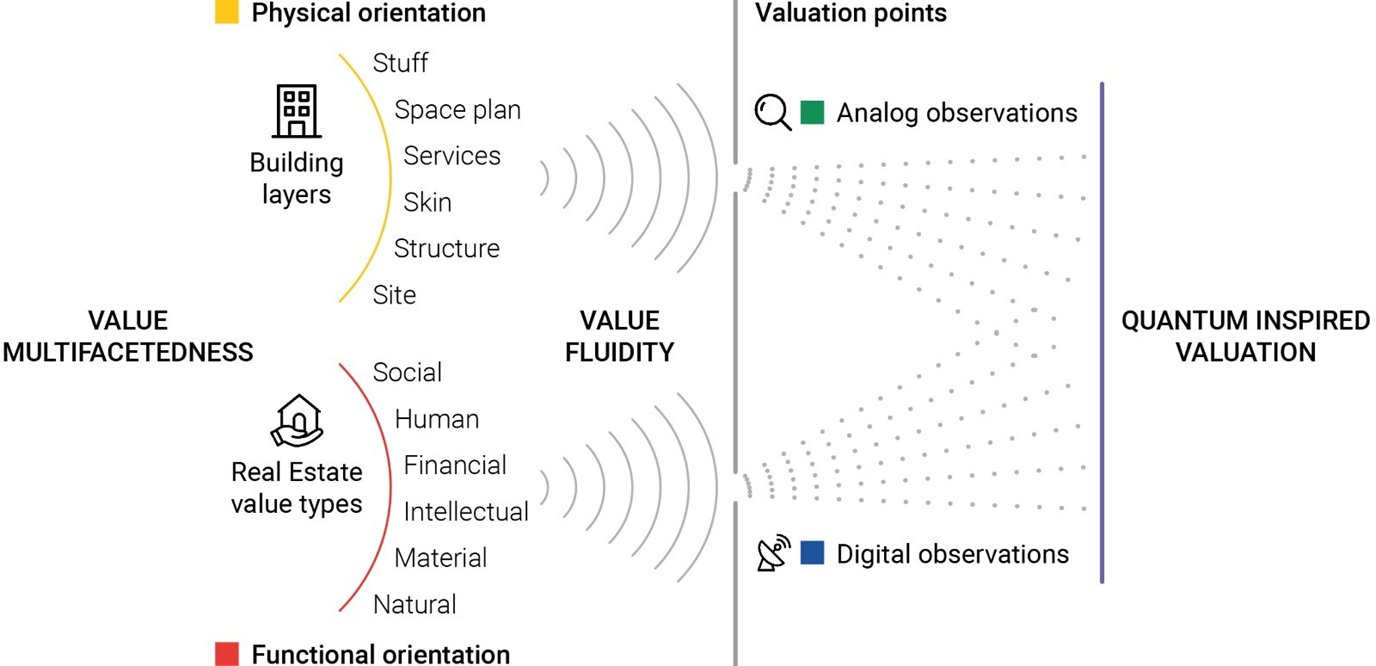 Physical orientation
Stuff
Space plan
Services
Skin
Structure
Site
Building
layers
VALUE
MULTIFACETEDNESS
Social
Human
Financial
Intellectual
Material
Natural
Real Estate
value types
Functional orientation
VALUE
FLUIDITY
Valuation points
Analog observations
Digital observations
QUANTUM INSPIRED
VALUATION